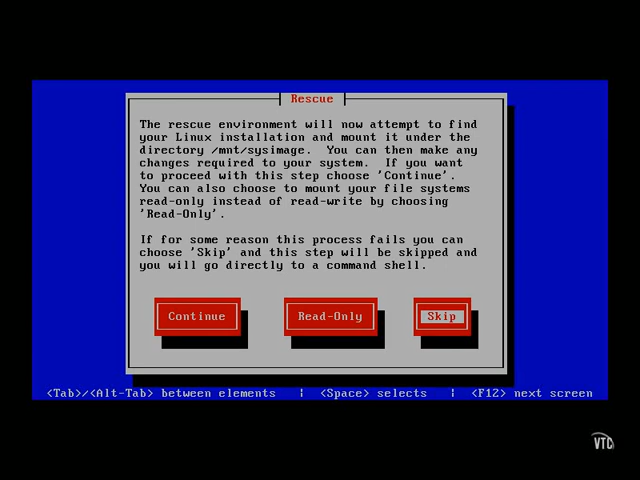 Rescue
The rescue environment will now attempt to find
your Linux installation and mount it under the
directory /mnt/sysimage.  You can then make any
changes required to your system.  If you want
to proceed with this step choose 'Continue'.
You can also choose to mount your file systems
read-only instead of read-write by choosing
'Read-Only'.
If for some reason this process fails you can
choose 'Skip' and this step will be skipped and
you will go directly to a command shell.
Continue Read-Only Skip
<Tab>/<Alt-Tab> between elements | <Space> selects | <F12> next screen
VTC